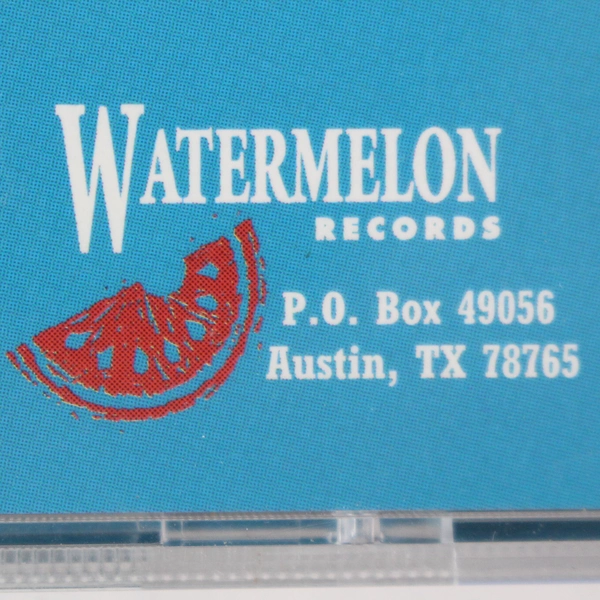 WATERMELON
RECORDS
P.O. Box 49056
Austin, TX 78765